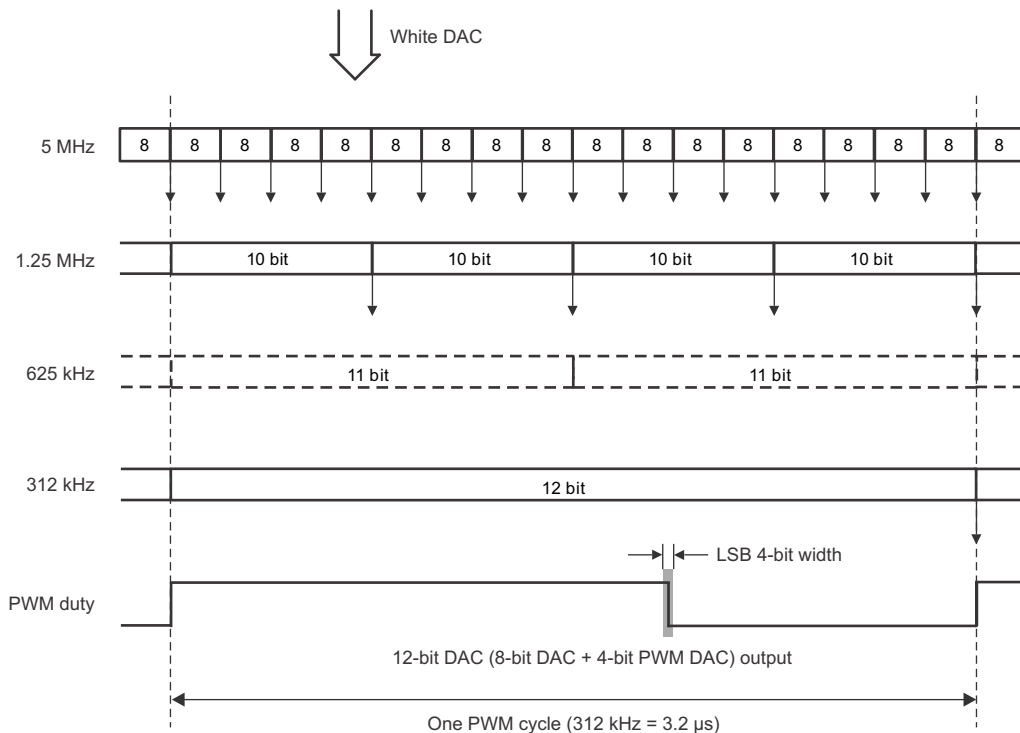 White DAC
5 MHz 8 8 8 8 8 8 8 8 8 8 8 8 8 8 8 8 8 8
1.25 MHz 10 bit 10 bit 10 bit 10 bit
625 kHz 11 bit 11 bit
312 kHz 12 bit
LSB 4-bit width
PWM duty
12-bit DAC (8-bit DAC + 4-bit PWM DAC) output
One PWM cycle (312 kHz = 3.2 µs)